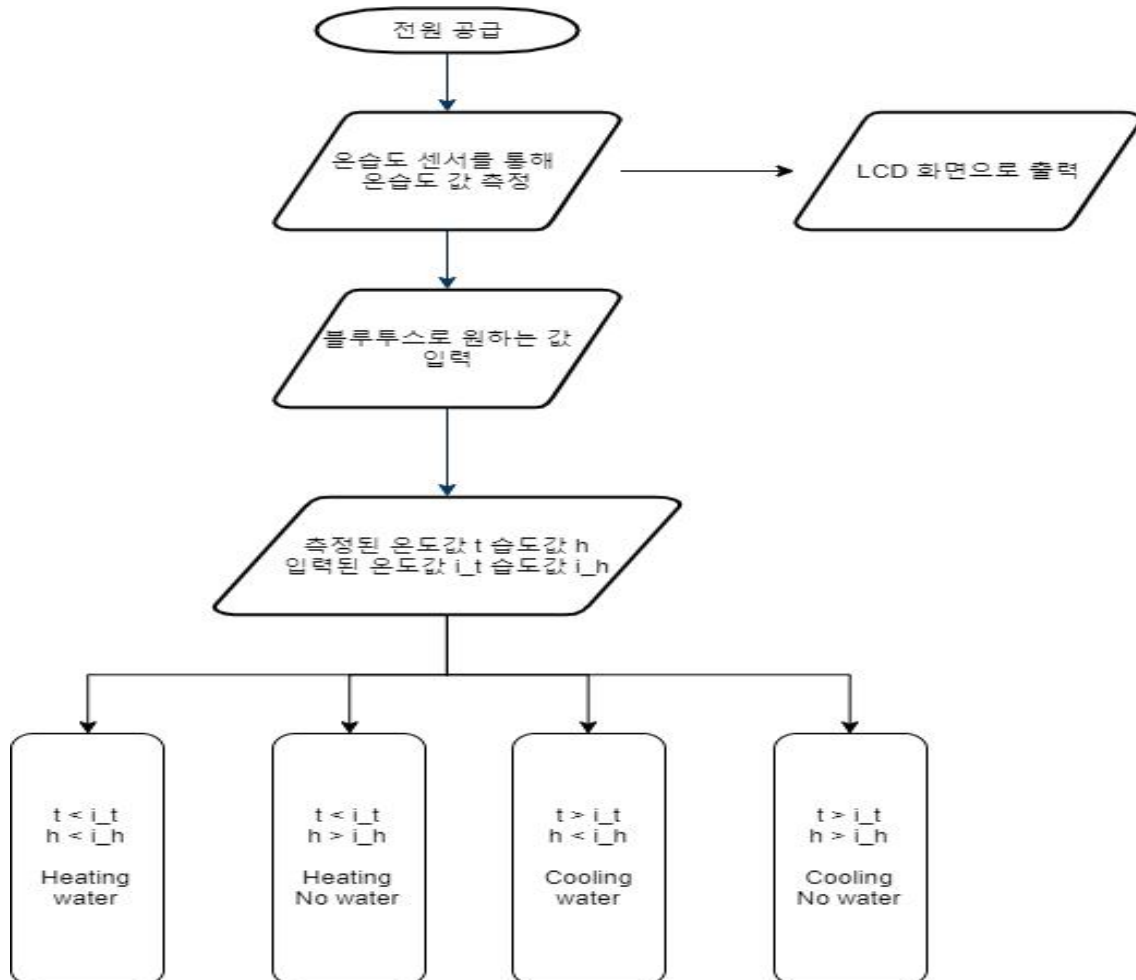 전원 공급
온습도 센서를 통해
온습도 값 측정
LCD 화면으로 출력
블루투스로 원하는 값
입력
측정된 온도값 t 습도값 h
입력된 온도값 i_t 습도값 i_h
t < i_t
h < i_h
Heating
water
t < i_t
h > i_h
Heating
No water
t > i_t
h < i_h
Cooling
water
t > i_t
h > i_h
Cooling
No water